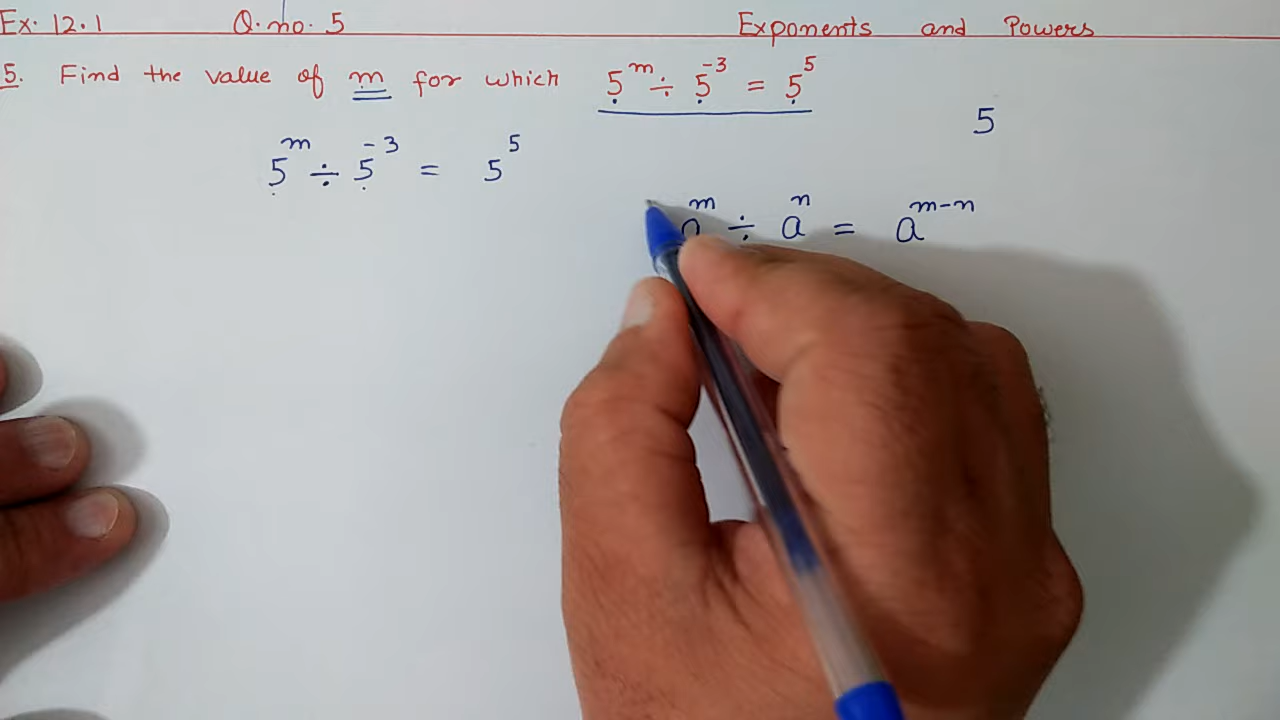 Ex. 12.1 Q. no. 5 Exponents and Powers
5. Find the value of m for which 5^m ÷ 5^-3 = 5^5
5
5^m ÷ 5^-3 = 5^5
a^m ÷ a^n = a^m-n